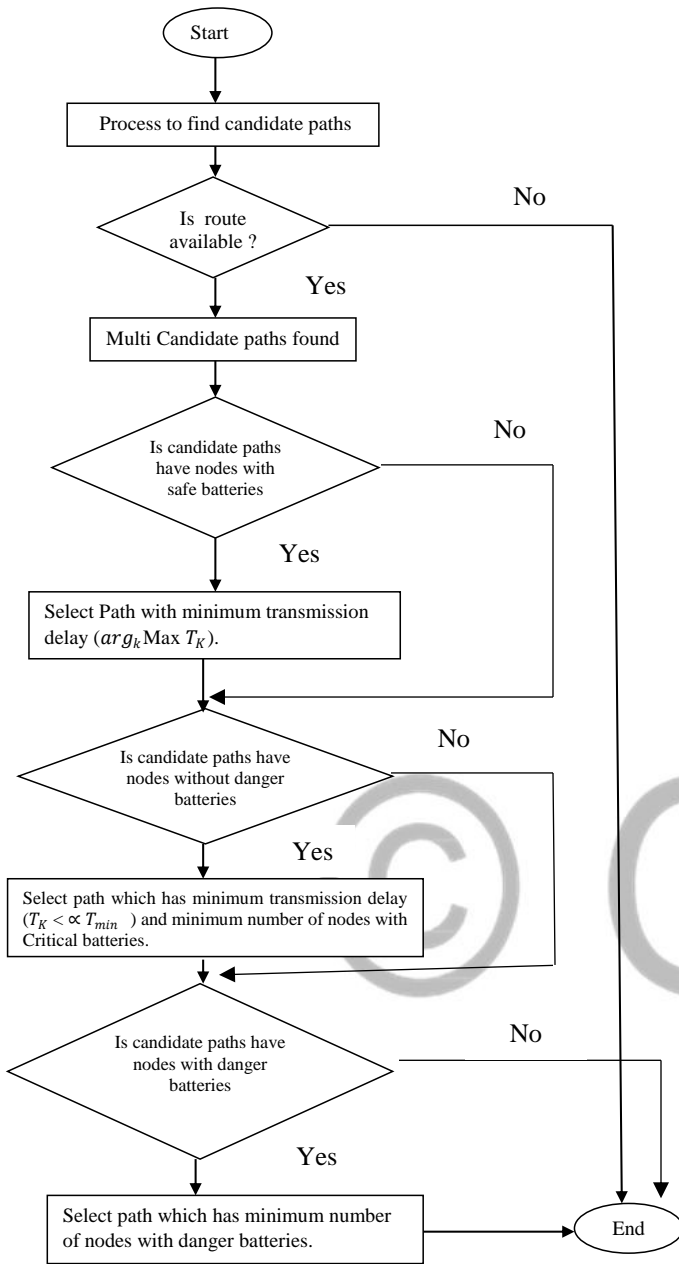 Start
Process to find candidate paths
Is route
available ?
No
Yes
Multi Candidate paths found
Is candidate paths
have nodes with
safe batteries
No
Yes
Select Path with minimum transmission
delay (arg_k Max T_K).
Is candidate paths have
nodes without danger
batteries
No
Yes
Select path which has minimum transmission delay
(T_K < ∝ T_min ) and minimum number of nodes with
Critical batteries.
Is candidate paths have
nodes with danger
batteries
No
Yes
Select path which has minimum number
of nodes with danger batteries.
End
©